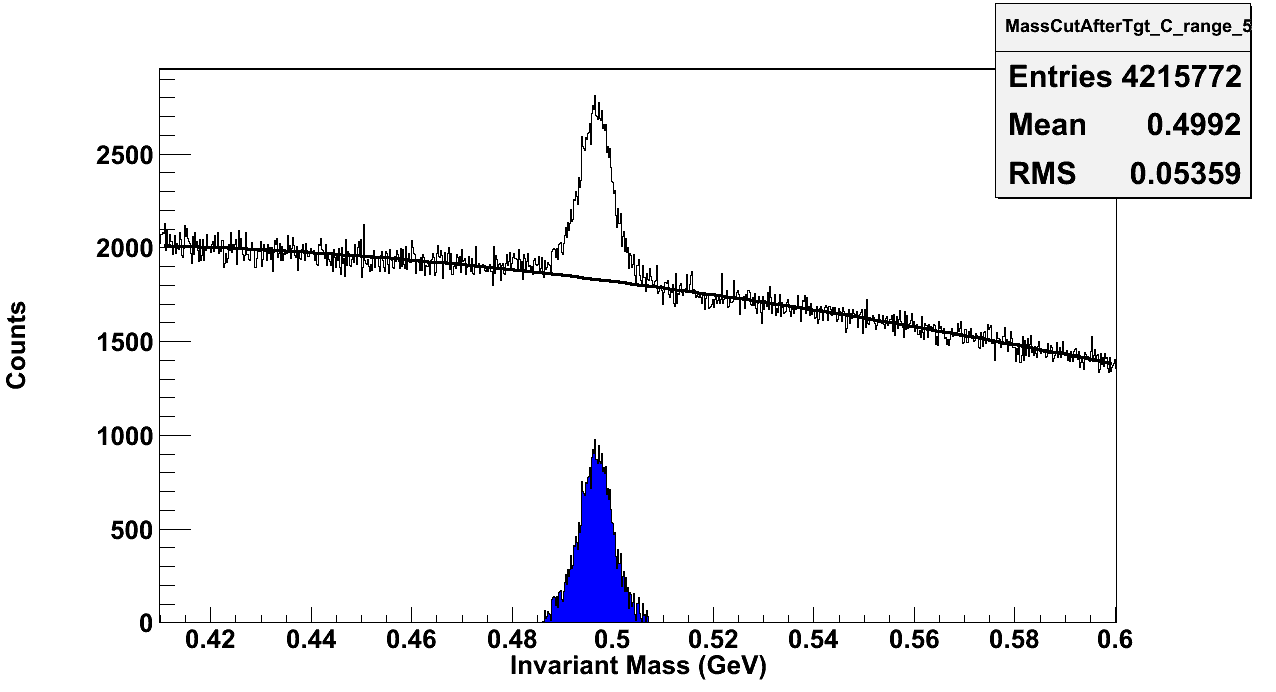 MassCutAfterTgt_C_range_5
Entries 4215772
Mean 0.4992
RMS 0.05359
Counts
2500
2000
1500
1000
500
0
0.42 0.44 0.46 0.48 0.5 0.52 0.54 0.56 0.58 0.6
Invariant Mass (GeV)